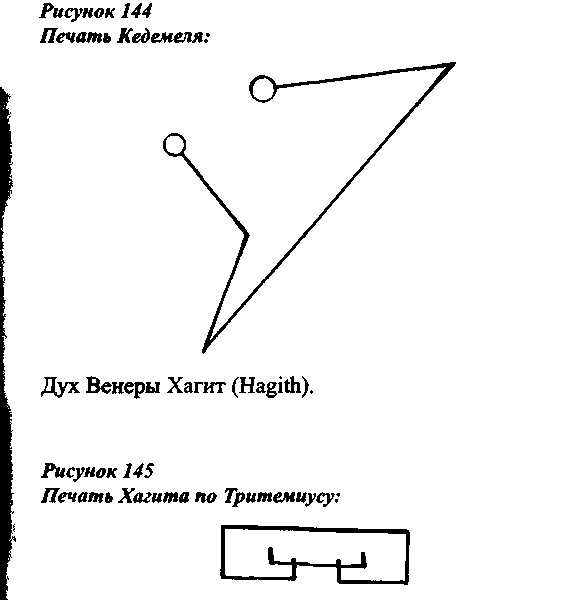 Рисунок 144
Печать Кедемеля:
Дух Венеры Хагит (Hagith).
Рисунок 145
Печать Хагита по Тритемиусу: